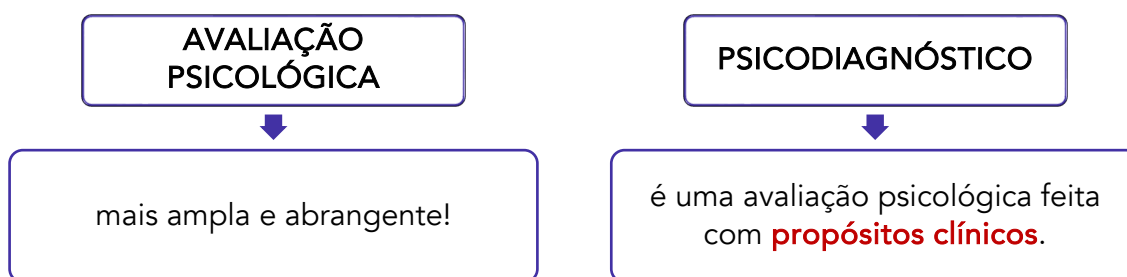 AVALIAÇÃO
PSICOLÓGICA
mais ampla e abrangente!
PSICODIAGNÓSTICO
é uma avaliação psicológica feita
com propósitos clínicos.